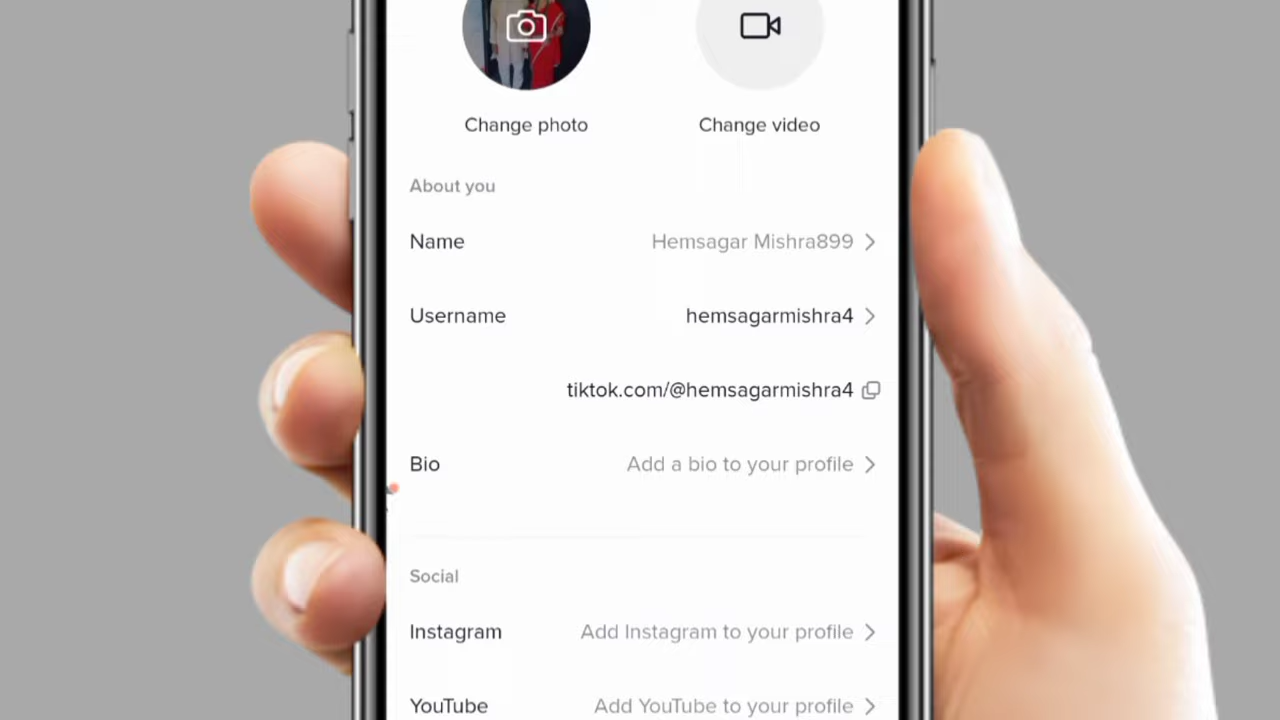 Change photo
Change video
About you
Name
Hemsagar Mishra899
Username
hemsagarmishra4
tiktok.com/@hemsagarmishra4
Bio
Add a bio to your profile
Social
Instagram
Add Instagram to your profile
YouTube
Add YouTube to your profile